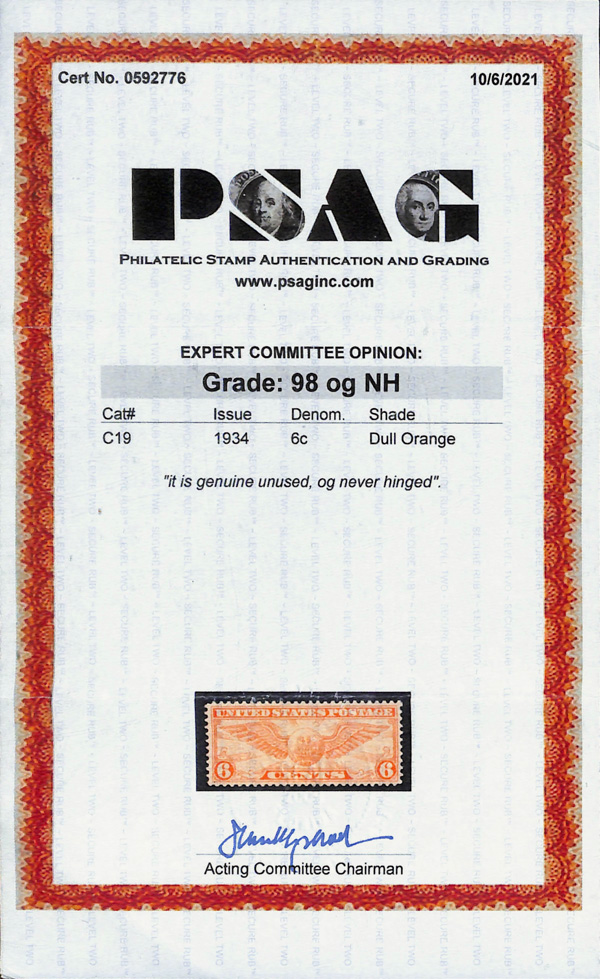 Cert No. 0592776
10/6/2021
PSAG
PHILATELIC STAMP AUTHENTICATION AND GRADING
www.psaginc.com
EXPERT COMMITTEE OPINION:
Grade: 98 og NH
Cat# Issue Denom. Shade
C19 1934 6c Dull Orange
"it is genuine unused, og never hinged".
UNITED STATES POSTAGE
6 CENTS 6
Acting Committee Chairman